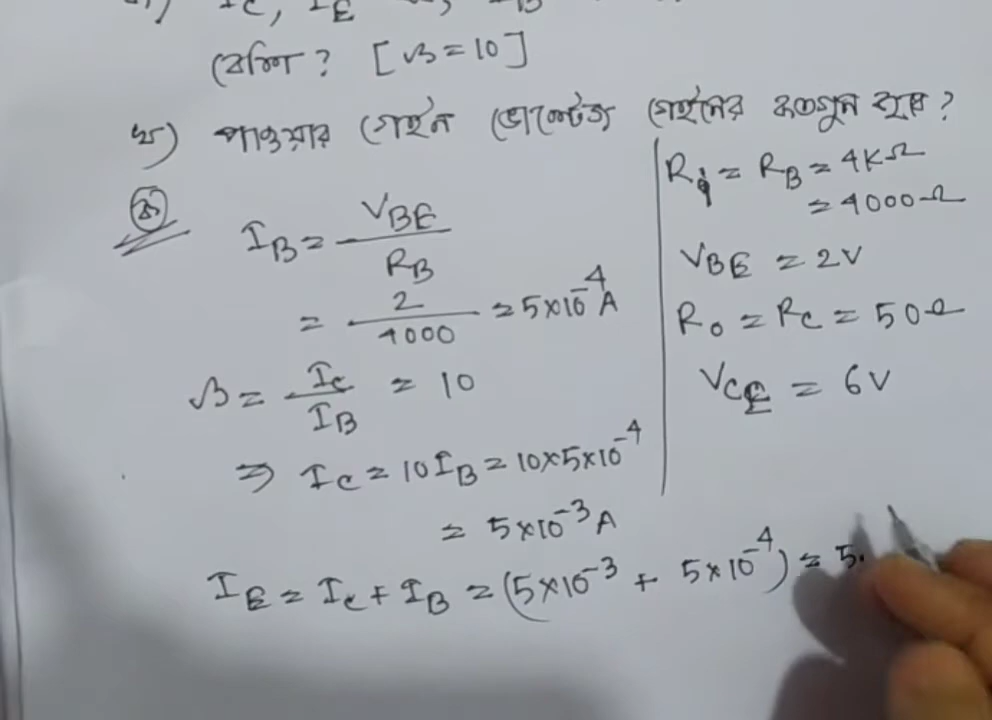 I_C, I_E
বেশি? [β = 10]
খ) পাওয়ার গেইন ভোল্টেজ গেইনের কতগুন হবে?
ক
I_B = V_BE / R_B
= 2 / 4000 = 5×10^-4 A
β = I_C / I_B = 10
⇒ I_C = 10 I_B = 10×5×10^-4
= 5×10^-3 A
I_E = I_C + I_B = (5×10^-3 + 5×10^-4) = 5.
R_i = R_B = 4KΩ
= 4000Ω
V_BE = 2V
R_o = R_C = 50Ω
V_CE = 6V